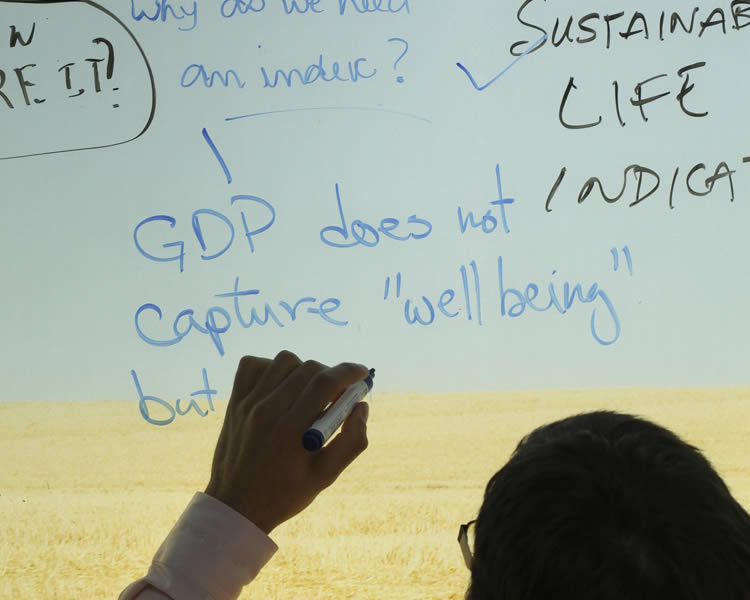 Why do we need
an index?
GDP does not
capture "well being"
but
N
RE IT?
SUSTAINAB
LIFE
INDICAT